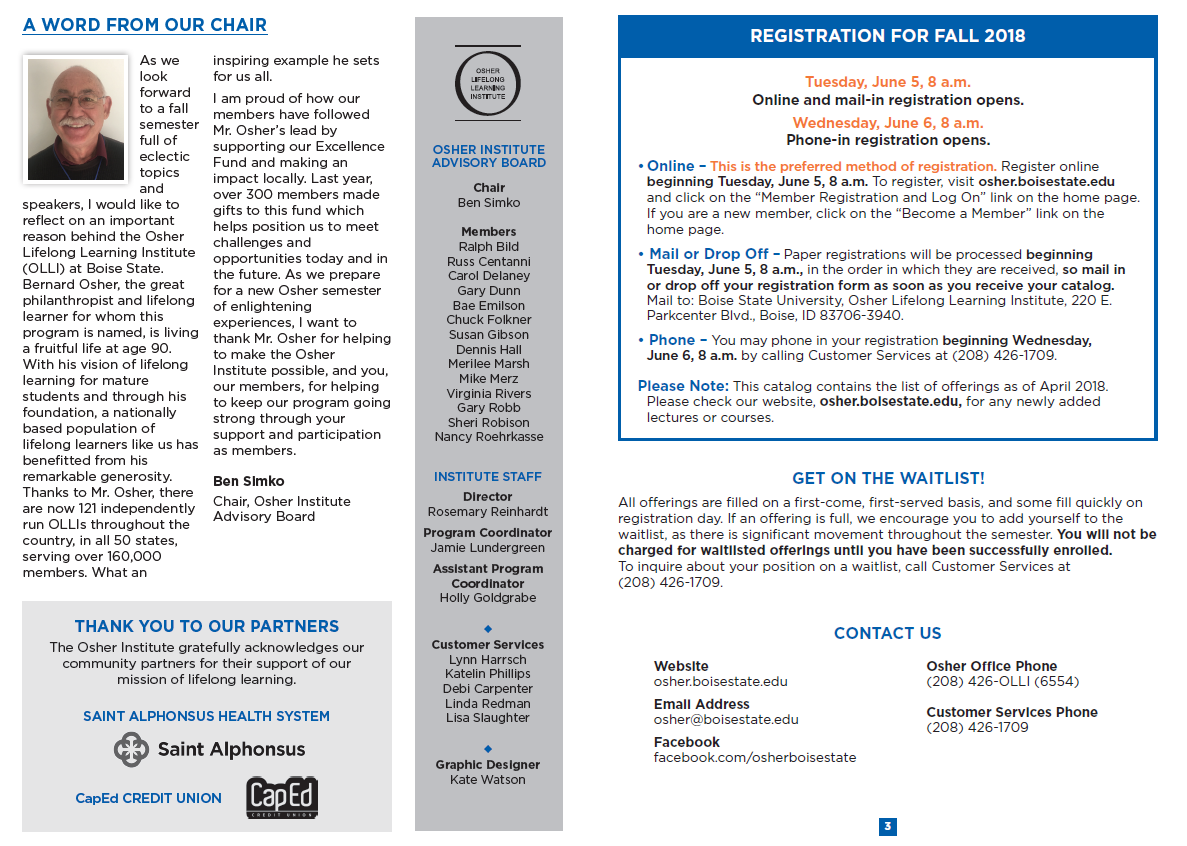 A WORD FROM OUR CHAIR
As we
look
forward
to a fall
semester
full of
eclectic
topics
and
speakers, I would like to
reflect on an important
reason behind the Osher
Lifelong Learning Institute
(OLLI) at Boise State.
Bernard Osher, the great
philanthropist and lifelong
learner for whom this
program is named, is living
a fruitful life at age 90.
With his vision of lifelong
learning for mature
students and through his
foundation, a nationally
based population of
lifelong learners like us has
benefitted from his
remarkable generosity.
Thanks to Mr. Osher, there
are now 121 independently
run OLLIs throughout the
country, in all 50 states,
serving over 160,000
members. What an
inspiring example he sets
for us all.
I am proud of how our
members have followed
Mr. Osher's lead by
supporting our Excellence
Fund and making an
impact locally. Last year,
over 300 members made
gifts to this fund which
helps position us to meet
challenges and
opportunities today and in
the future. As we prepare
for a new Osher semester
of enlightening
experiences, I want to
thank Mr. Osher for helping
to make the Osher
Institute possible, and you,
our members, for helping
to keep our program going
strong through your
support and participation
as members.
Ben Simko
Chair, Osher Institute
Advisory Board
THANK YOU TO OUR PARTNERS
The Osher Institute gratefully acknowledges our
community partners for their support of our
mission of lifelong learning.
SAINT ALPHONSUS HEALTH SYSTEM
Saint Alphonsus
CapEd CREDIT UNION
CapEd
CREDIT UNION
OSHER
LIFELONG
LEARNING
INSTITUTE
OSHER INSTITUTE
ADVISORY BOARD
Chair
Ben Simko
Members
Ralph Bild
Russ Centanni
Carol Delaney
Gary Dunn
Bae Emilson
Chuck Folkner
Susan Gibson
Dennis Hall
Merilee Marsh
Mike Merz
Virginia Rivers
Gary Robb
Sheri Robison
Nancy Roehrkasse
INSTITUTE STAFF
Director
Rosemary Reinhardt
Program Coordinator
Jamie Lundergreen
Assistant Program
Coordinator
Holly Goldgrabe
Customer Services
Lynn Harrsch
Katelin Phillips
Debi Carpenter
Linda Redman
Lisa Slaughter
Graphic Designer
Kate Watson
REGISTRATION FOR FALL 2018
Tuesday, June 5, 8 a.m.
Online and mail-in registration opens.
Wednesday, June 6, 8 a.m.
Phone-in registration opens.
• Online – This is the preferred method of registration. Register online
beginning Tuesday, June 5, 8 a.m. To register, visit osher.boisestate.edu
and click on the “Member Registration and Log On” link on the home page.
If you are a new member, click on the “Become a Member” link on the
home page.
• Mail or Drop Off – Paper registrations will be processed beginning
Tuesday, June 5, 8 a.m., in the order in which they are received, so mail in
or drop off your registration form as soon as you receive your catalog.
Mail to: Boise State University, Osher Lifelong Learning Institute, 220 E.
Parkcenter Blvd., Boise, ID 83706-3940.
• Phone – You may phone in your registration beginning Wednesday,
June 6, 8 a.m. by calling Customer Services at (208) 426-1709.
Please Note: This catalog contains the list of offerings as of April 2018.
Please check our website, osher.boisestate.edu, for any newly added
lectures or courses.
GET ON THE WAITLIST!
All offerings are filled on a first-come, first-served basis, and some fill quickly on
registration day. If an offering is full, we encourage you to add yourself to the
waitlist, as there is significant movement throughout the semester. You will not be
charged for waitlisted offerings until you have been successfully enrolled.
To inquire about your position on a waitlist, call Customer Services at
(208) 426-1709.
CONTACT US
Website
osher.boisestate.edu
Email Address
osher@boisestate.edu
Facebook
facebook.com/osherboisestate
Osher Office Phone
(208) 426-OLLI (6554)
Customer Services Phone
(208) 426-1709
3